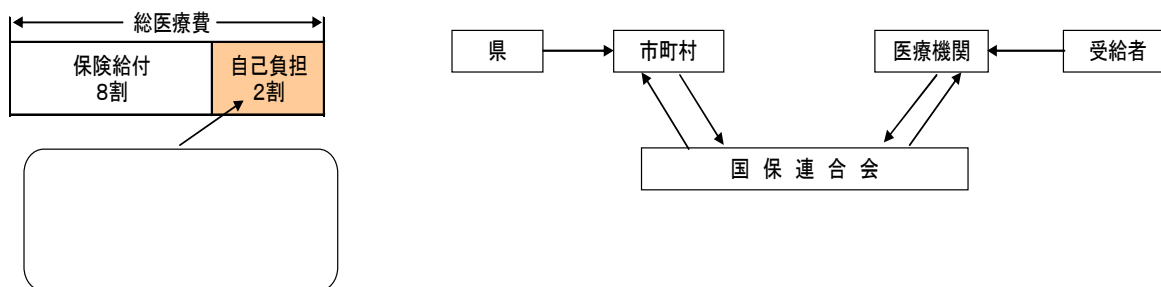 総医療費
保険給付
8割
自己負担
2割
県
市町村
医療機関
受給者
国保連合会